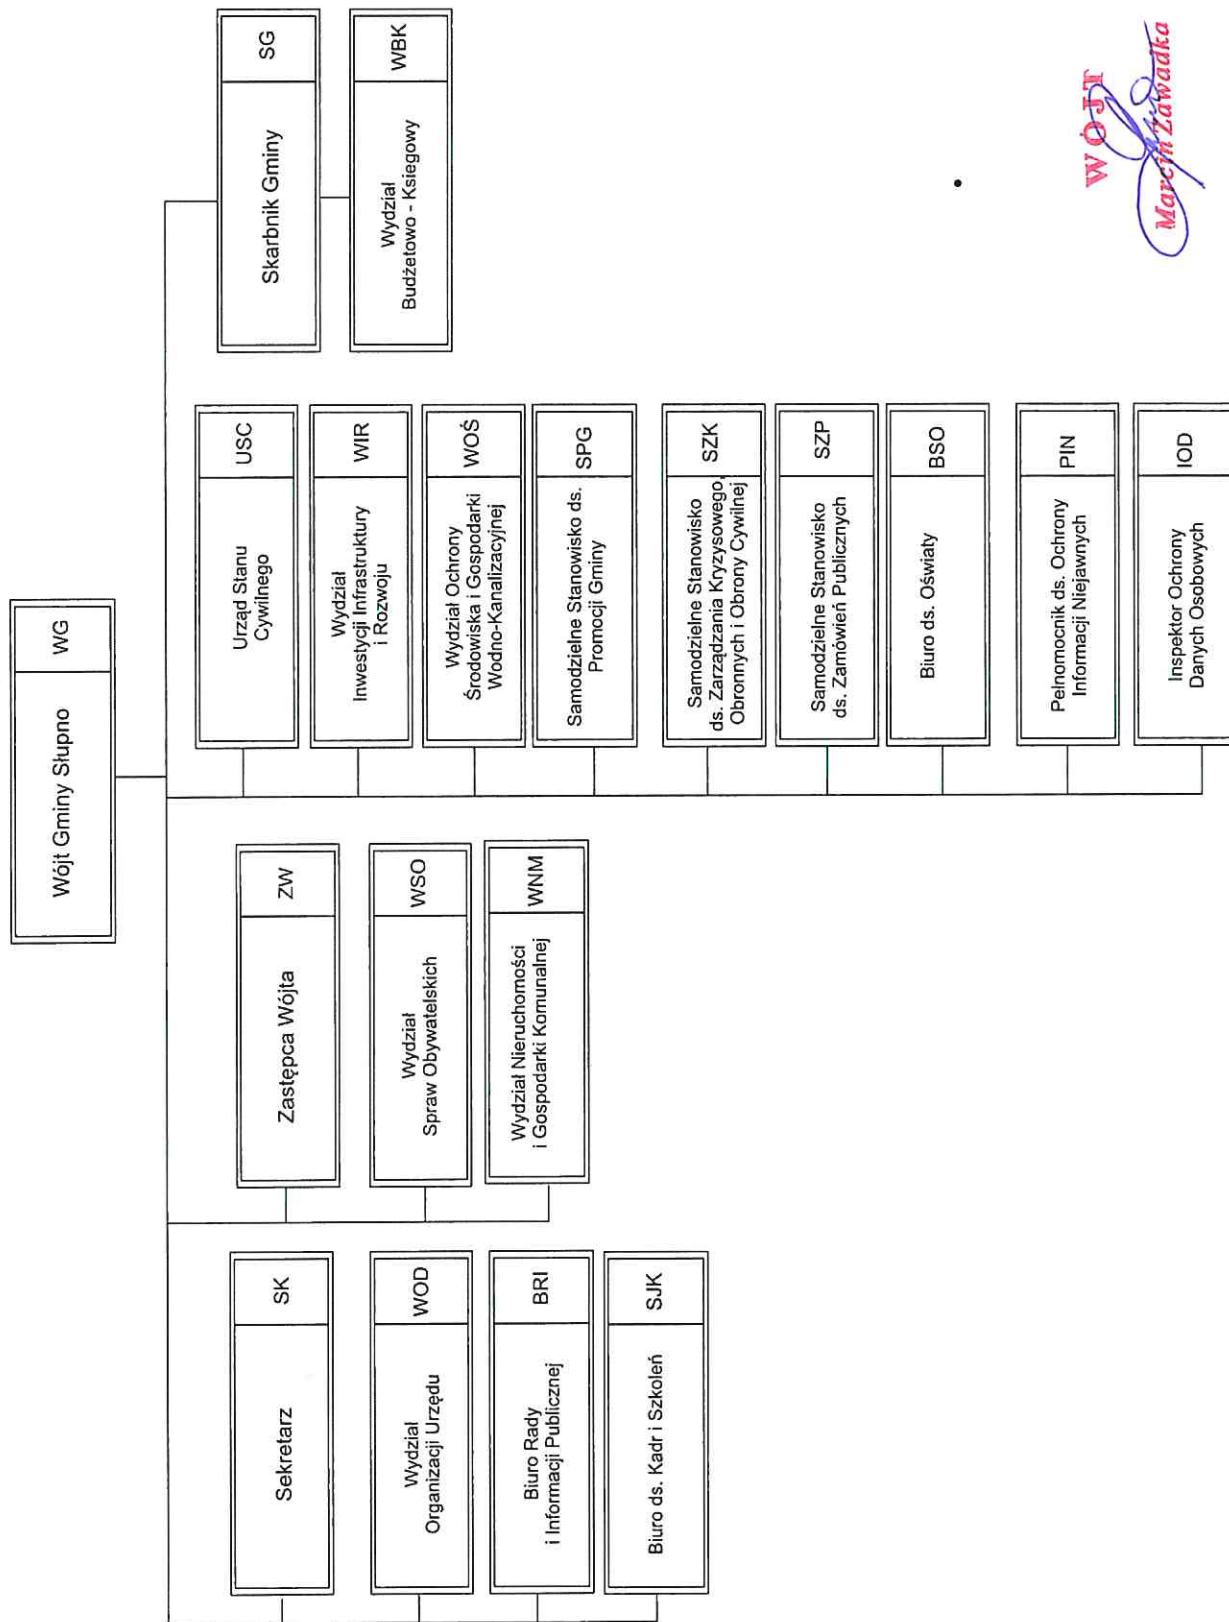 Wójt Gminy Słupno
WG
Sekretarz
SK
Wydział
Organizacji Urzędu
WOD
Biuro Rady
i Informacji Publicznej
BRI
Biuro ds. Kadr i Szkoleń
SJK
Zastępca Wójta
ZW
Wydział
Spraw Obywatelskich
WSO
Wydział Nieruchomości
i Gospodarki Komunalnej
WNM
Urząd Stanu
Cywilnego
USC
Wydział
Inwestycji Infrastruktury
i Rozwoju
WIR
Wydział Ochrony
Środowiska i Gospodarki
Wodno-Kanalizacyjnej
WOŚ
Samodzielne Stanowisko ds.
Promocji Gminy
SPG
Samodzielne Stanowisko
ds. Zarządzania Kryzysowego,
Obronnych i Obrony Cywilnej
SZK
Samodzielne Stanowisko
ds. Zamówień Publicznych
SZP
Biuro ds. Oświaty
BSO
Pełnomocnik ds. Ochrony
Informacji Niejawnych
PIN
Inspektor Ochrony
Danych Osobowych
IOD
Skarbnik Gminy
SG
Wydział
Budżetowo - Ksiegowy
WBK
WÓJT
Marcin Zawadka